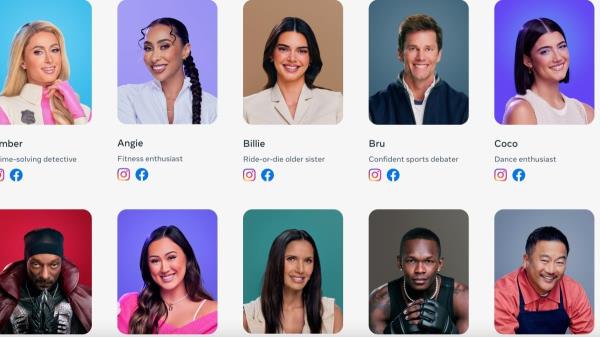 mber
Angie
Billie
Bru
Coco
ime-solving detective
Fitness enthusiast
Ride-or-die older sister
Confident sports debater
Dance enthusiast